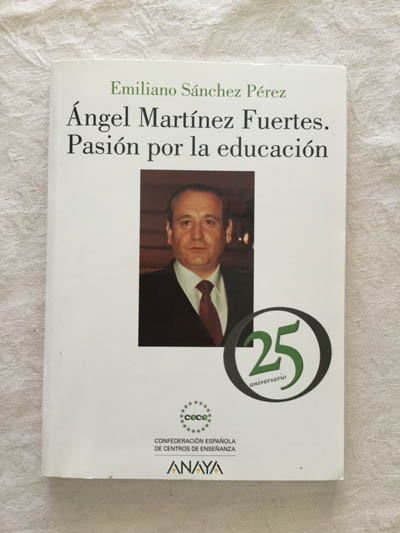 Emiliano Sánchez Pérez
Ángel Martínez Fuertes.
Pasión por la educación
25
aniversario
cece
CONFEDERACIÓN ESPAÑOLA
DE CENTROS DE ENSEÑANZA
ANAYA